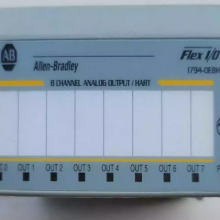 AB
Allen-Bradley
Flex I/O
1794-OE8H
8 CHANNEL ANALOG OUTPUT / HART
0 OUT 1 OUT 2 OUT 3 OUT 4 OUT 5 OUT 6 OUT 7 P